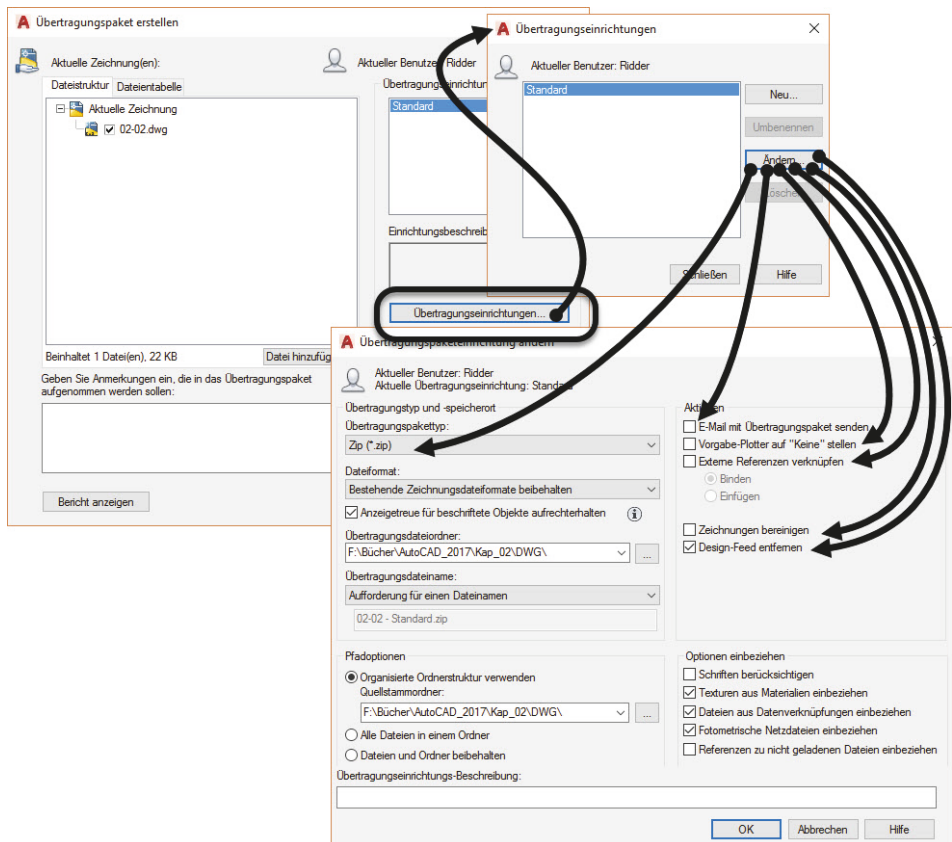 Übertragungspaket erstellen
Aktuelle Zeichnung(en):
Aktueller Benutzer: Ridder
Dateistruktur
Dateientabelle
Aktuelle Zeichnung
02-02.dwg
Standard
Einrichtungsbeschreib
Übertragungseinrichtungen...
Beinhaltet 1 Datei(en), 22 KB
Datei hinzufüg
Geben Sie Anmerkungen ein, die in das Übertragungspaket
aufgenommen werden sollen:
Bericht anzeigen
Übertragungseinrichtungen
Aktueller Benutzer: Ridder
Standard
Neu...
Umbenennen
Ändern...
Löschen
Schließen
Hilfe
Übertragungspaketeinrichtung ändern
Aktueller Benutzer: Ridder
Aktuelle Übertragungseinrichtung: Standard
Übertragungstyp und -speicherort
Übertragungspakettyp:
Zip (*.zip)
Dateiformat:
Bestehende Zeichnungsdateiformate beibehalten
Anzeigetreue für beschriftete Objekte aufrechterhalten
Übertragungsdateiordner:
F:\Bücher\AutoCAD_2017\Kap_02\DWG\
...
Übertragungsdateiname:
Aufforderung für einen Dateinamen
02-02 - Standard.zip
Aktionen
E-Mail mit Übertragungspaket senden
Vorgabe-Plotter auf "Keine" stellen
Externe Referenzen verknüpfen
Binden
Einfügen
Zeichnungen bereinigen
Design-Feed entfernen
Pfadoptionen
Organisierte Ordnerstruktur verwenden
Quellstammordner:
F:\Bücher\AutoCAD_2017\Kap_02\DWG\
...
Alle Dateien in einem Ordner
Dateien und Ordner beibehalten
Optionen einbeziehen
Schriften berücksichtigen
Texturen aus Materialien einbeziehen
Dateien aus Datenverknüpfungen einbeziehen
Fotometrische Netzdateien einbeziehen
Referenzen zu nicht geladenen Dateien einbeziehen
Übertragungseinrichtungs-Beschreibung:
OK
Abbrechen
Hilfe